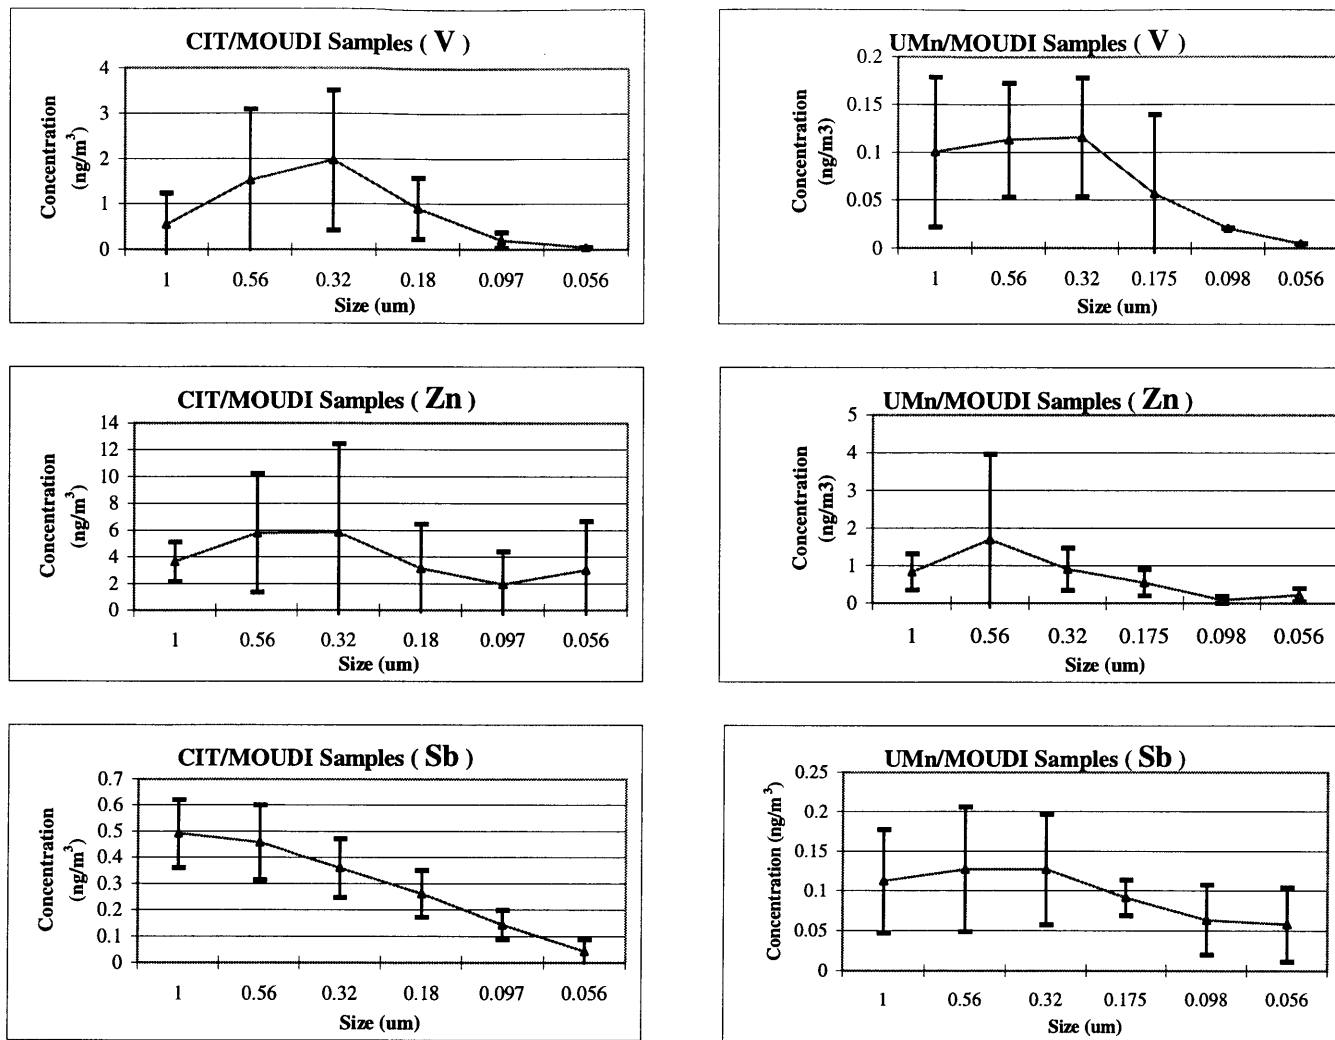 CIT/MOUDI Samples ( V )
4
3
2
1
0
Concentration
(ng/m³)
1 0.56 0.32 0.18 0.097 0.056
Size (um)
UMn/MOUDI Samples ( V )
0.2
0.15
0.1
0.05
0
Concentration
(ng/m3)
1 0.56 0.32 0.175 0.098 0.056
Size (um)
CIT/MOUDI Samples ( Zn )
14
12
10
8
6
4
2
0
Concentration
(ng/m³)
1 0.56 0.32 0.18 0.097 0.056
Size (um)
UMn/MOUDI Samples ( Zn )
5
4
3
2
1
0
Concentration
(ng/m3)
1 0.56 0.32 0.175 0.098 0.056
Size (um)
CIT/MOUDI Samples ( Sb )
0.7
0.6
0.5
0.4
0.3
0.2
0.1
0
Concentration
(ng/m³)
1 0.56 0.32 0.18 0.097 0.056
Size (um)
UMn/MOUDI Samples ( Sb )
0.25
0.2
0.15
0.1
0.05
0
Concentration (ng/m³)
1 0.56 0.32 0.175 0.098 0.056
Size (um)